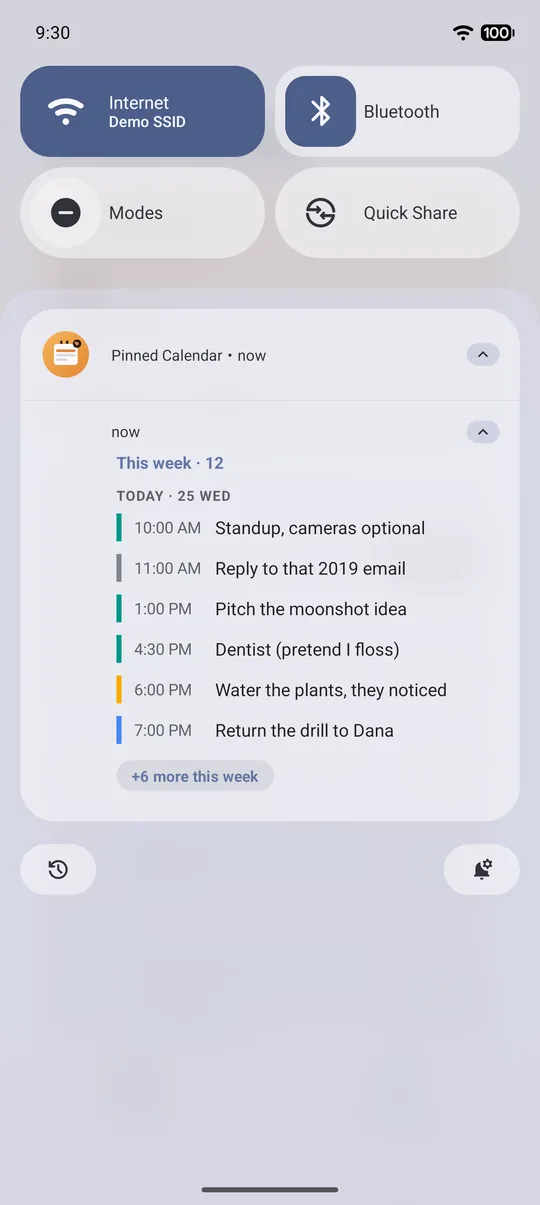 9:30
100
Internet
Demo SSID
Bluetooth
Modes
Quick Share
Pinned Calendar • now
now
This week · 12
TODAY · 25 WED
10:00 AM Standup, cameras optional
11:00 AM Reply to that 2019 email
1:00 PM Pitch the moonshot idea
4:30 PM Dentist (pretend I floss)
6:00 PM Water the plants, they noticed
7:00 PM Return the drill to Dana
+6 more this week